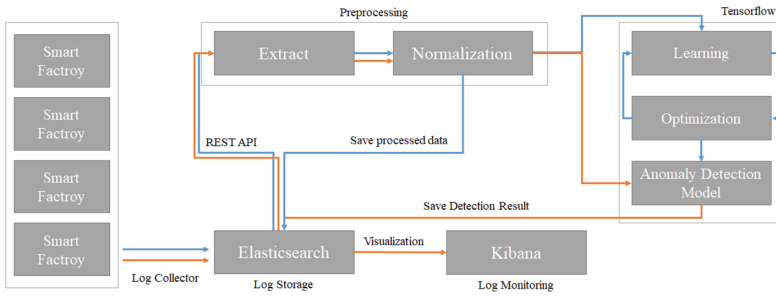 Preprocessing
Tensorflow
Smart
Factroy
Extract
Normalization
Learning
Smart
Factroy
REST API
Save processed data
Optimization
Smart
Factroy
Anomaly Detection
Model
Save Detection Result
Smart
Factroy
Elasticsearch
Visualization
Kibana
Log Collector
Log Storage
Log Monitoring